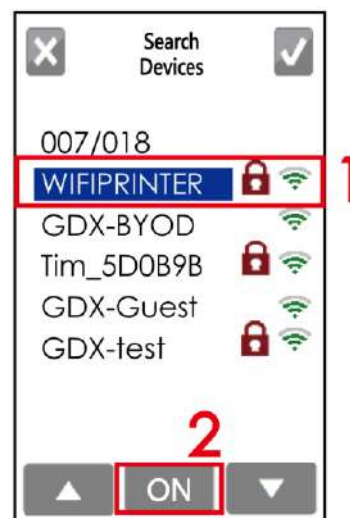 Search
Devices
007/018
WIFIPRINTER
1
GDX-BYOD
Tim_5D0B9B
GDX-Guest
GDX-test
2
ON